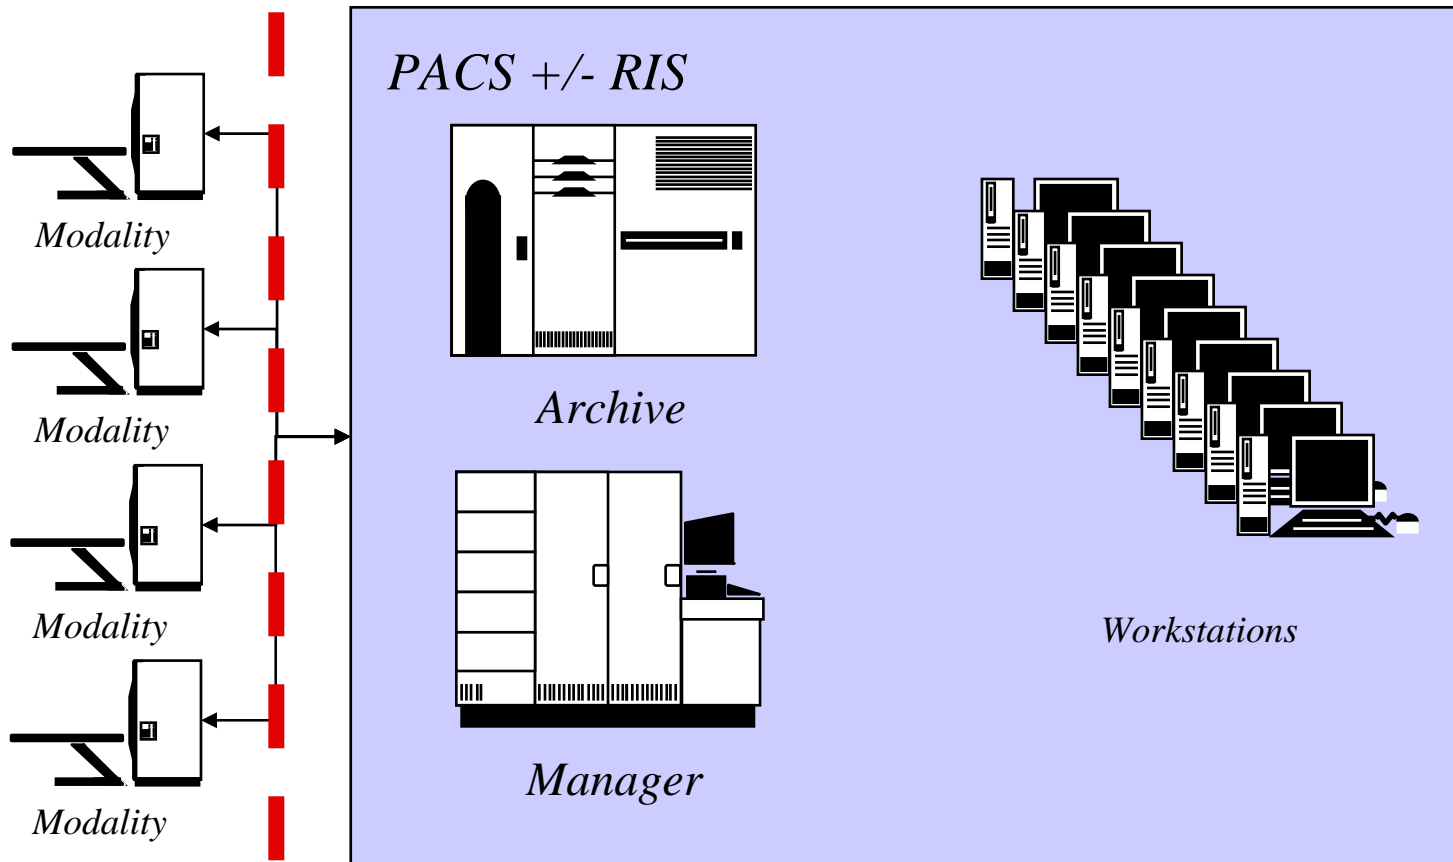 PACS +/- RIS
Modality
Archive
Modality
Modality
Workstations
Manager
Modality